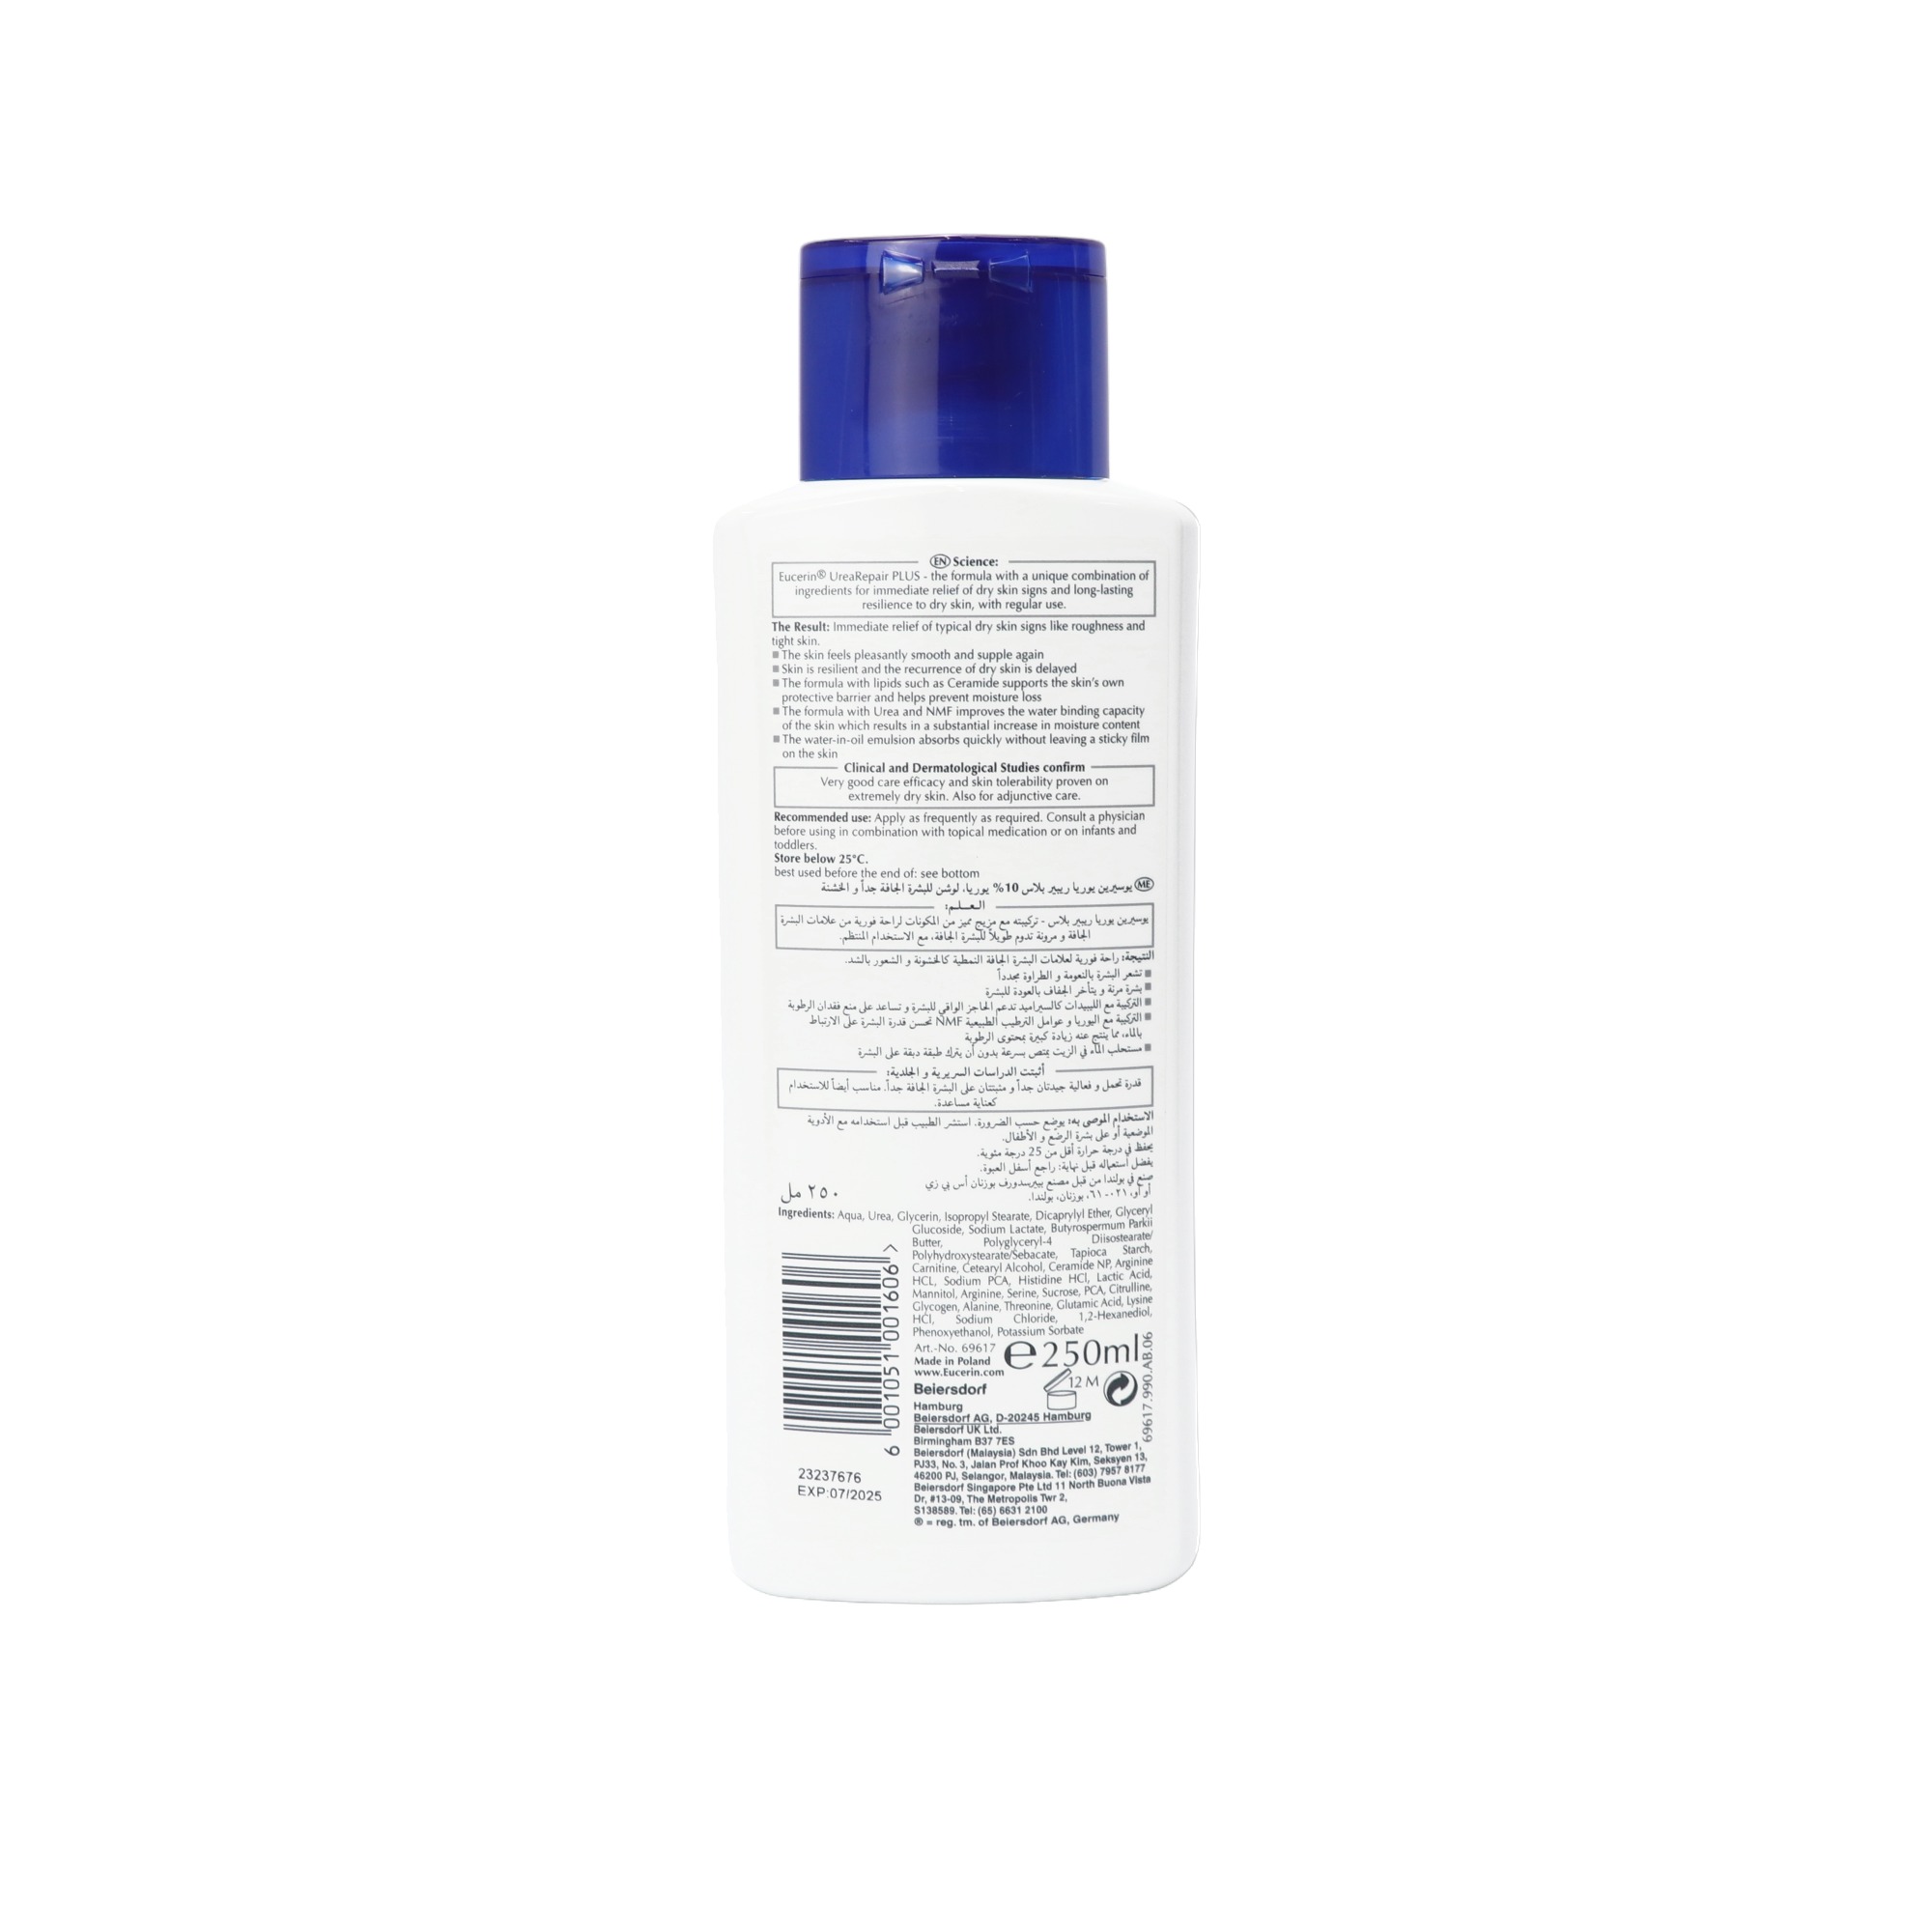 EN Science:
Eucerin® UreaRepair PLUS - the formula with a unique combination of
ingredients for immediate relief of dry skin signs and long-lasting
resilience to dry skin, with regular use.
The Result: Immediate relief of typical dry skin signs like roughness and
tight skin.
■ The skin feels pleasantly smooth and supple again
■ Skin is resilient and the recurrence of dry skin is delayed
■ The formula with lipids such as Ceramide supports the skin's own
protective barrier and helps prevent moisture loss
■ The formula with Urea and NMF improves the water binding capacity
of the skin which results in a substantial increase in moisture content
■ The water-in-oil emulsion absorbs quickly without leaving a sticky film
on the skin
Clinical and Dermatological Studies confirm
Very good care efficacy and skin tolerability proven on
extremely dry skin. Also for adjunctive care.
Recommended use: Apply as frequently as required. Consult a physician
before using in combination with topical medication or on infants and
toddlers.
Store below 25°C.
best used before the end of: see bottom
ME يوسيرين يوريا ريبير بلاس 10% يوريا، لوشن للبشرة الجافة جداً و الخشنة
العـلـم:
يوسيرين يوريا ريبير بلاس - تركيبته مع مزيج مميز من المكونات لراحة فورية من علامات البشرة
الجافة و مرونة تدوم طويلاً للبشرة الجافة، مع الاستخدام المنتظم.
النتيجة: راحة فورية لعلامات البشرة الجافة النمطية كالخشونة و الشعور بالشد.
■ تشعر البشرة بالنعومة و الطراوة مجدداً
■ بشرة مرنة و يتأخر الجفاف بالعودة للبشرة
■ التركيبة مع الليبيدات كالسيراميد تدعم الحاجز الواقي للبشرة و تساعد على منع فقدان الرطوبة
■ التركيبة مع اليوريا و عوامل الترطيب الطبيعية NMF تحسن قدرة البشرة على الارتباط
بالماء، مما ينتج عنه زيادة كبيرة بمحتوى الرطوبة
■ مستحلب الماء في الزيت يمتص بسرعة بدون أن يترك طبقة دبقة على البشرة
أثبتت الدراسات السريرية و الجلدية:
قدرة تحمل و فعالية جيدتان جداً و مثبتتان على البشرة الجافة جداً. مناسب أيضاً للاستخدام
كعناية مساعدة.
الاستخدام الموصى به: يوضع حسب الضرورة. استشر الطبيب قبل استخدامه مع الأدوية
الموضعية أو على بشرة الرضع و الأطفال.
يحفظ في درجة حرارة أقل من 25 درجة مئوية.
يفضل استعماله قبل نهاية: راجع أسفل العبوة.
صنع في بولندا من قبل مصنع بييرسدورف بوزنان أس بي زي
أو أو، ٠٢١-٦١، بوزنان، بولندا.
٢٥٠ مل
Ingredients: Aqua, Urea, Glycerin, Isopropyl Stearate, Dicaprylyl Ether, Glyceryl
Glucoside, Sodium Lactate, Butyrospermum Parkii
Butter, Polyglyceryl-4 Diisostearate/
Polyhydroxystearate/Sebacate, Tapioca Starch,
Carnitine, Cetearyl Alcohol, Ceramide NP, Arginine
HCL, Sodium PCA, Histidine HCl, Lactic Acid,
Mannitol, Arginine, Serine, Sucrose, PCA, Citrulline,
Glycogen, Alanine, Threonine, Glutamic Acid, Lysine
HCl, Sodium Chloride, 1,2-Hexanediol,
Phenoxyethanol, Potassium Sorbate
Art.-No. 69617
Made in Poland
www.Eucerin.com
e 250ml
12 M
69617.990.AB.06
Beiersdorf
Hamburg
Beiersdorf AG, D-20245 Hamburg
Beiersdorf UK Ltd.
Birmingham B37 7ES
Beiersdorf (Malaysia) Sdn Bhd Level 12, Tower 1,
PJ33, No. 3, Jalan Prof Khoo Kay Kim, Seksyen 13,
46200 PJ, Selangor, Malaysia. Tel: (603) 7957 8177
Beiersdorf Singapore Pte Ltd 11 North Buona Vista
Dr, #13-09, The Metropolis Twr 2,
S138589. Tel: (65) 6631 2100
® = reg. tm. of Beiersdorf AG, Germany
6 001051 001606 >
23237676
EXP:07/2025